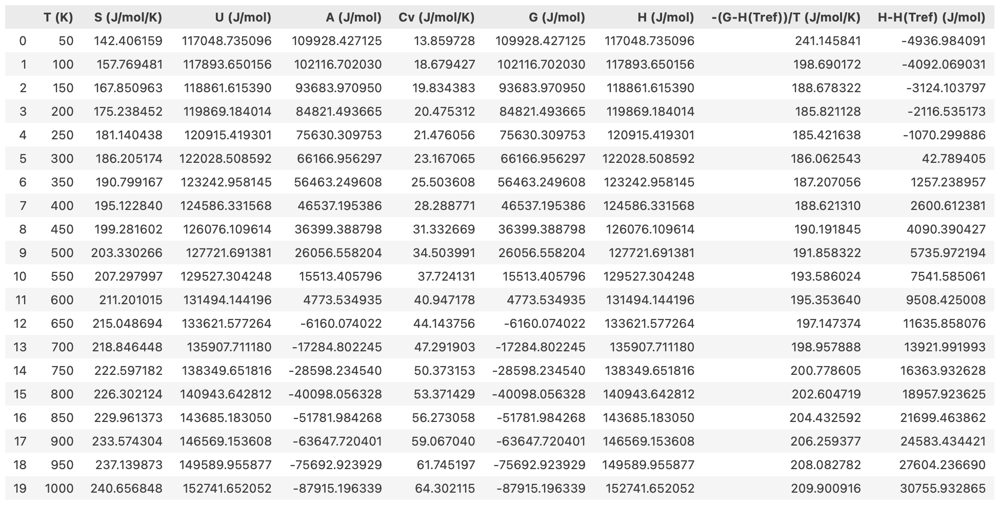 T (K) S (J/mol/K) U (J/mol) A (J/mol) Cv (J/mol/K) G (J/mol) H (J/mol) -(G-H(Tref))/T (J/mol/K) H-H(Tref) (J/mol)
0 50 142.406159 117048.735096 109928.427125 13.859728 109928.427125 117048.735096 241.145841 -4936.984091
1 100 157.769481 117893.650156 102116.702030 18.679427 102116.702030 117893.650156 198.690172 -4092.069031
2 150 167.850963 118861.615390 93683.970950 19.834383 93683.970950 118861.615390 188.678322 -3124.103797
3 200 175.238452 119869.184014 84821.493665 20.475312 84821.493665 119869.184014 185.821128 -2116.535173
4 250 181.140438 120915.419301 75630.309753 21.476056 75630.309753 120915.419301 185.421638 -1070.299886
5 300 186.205174 122028.508592 66166.956297 23.167065 66166.956297 122028.508592 186.062543 42.789405
6 350 190.799167 123242.958145 56463.249608 25.503608 56463.249608 123242.958145 187.207056 1257.238957
7 400 195.122840 124586.331568 46537.195386 28.288771 46537.195386 124586.331568 188.621310 2600.612381
8 450 199.281602 126076.109614 36399.388798 31.332669 36399.388798 126076.109614 190.191845 4090.390427
9 500 203.330266 127721.691381 26056.558204 34.503991 26056.558204 127721.691381 191.858322 5735.972194
10 550 207.297997 129527.304248 15513.405796 37.724131 15513.405796 129527.304248 193.586024 7541.585061
11 600 211.201015 131494.144196 4773.534935 40.947178 4773.534935 131494.144196 195.353640 9508.425008
12 650 215.048694 133621.577264 -6160.074022 44.143756 -6160.074022 133621.577264 197.147374 11635.858076
13 700 218.846448 135907.711180 -17284.802245 47.291903 -17284.802245 135907.711180 198.957888 13921.991993
14 750 222.597182 138349.651816 -28598.234540 50.373153 -28598.234540 138349.651816 200.778605 16363.932628
15 800 226.302124 140943.642812 -40098.056328 53.371429 -40098.056328 140943.642812 202.604719 18957.923625
16 850 229.961373 143685.183050 -51781.984268 56.273058 -51781.984268 143685.183050 204.432592 21699.463862
17 900 233.574304 146569.153608 -63647.720401 59.067040 -63647.720401 146569.153608 206.259377 24583.434421
18 950 237.139873 149589.955877 -75692.923929 61.745197 -75692.923929 149589.955877 208.082782 27604.236690
19 1000 240.656848 152741.652052 -87915.196339 64.302115 -87915.196339 152741.652052 209.900916 30755.932865